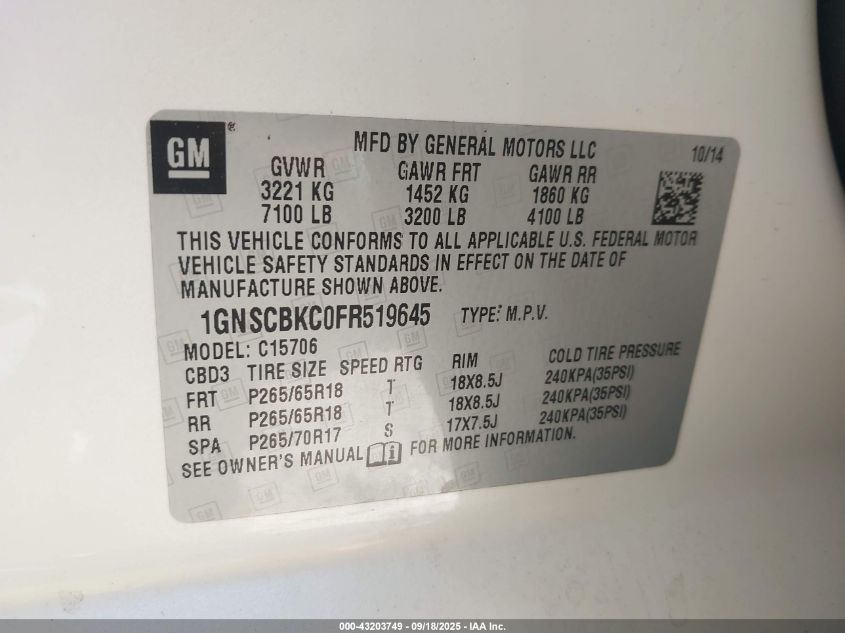 GM®
MFD BY GENERAL MOTORS LLC 10/14
GVWR GAWR FRT GAWR RR
3221 KG 1452 KG 1860 KG
7100 LB 3200 LB 4100 LB
THIS VEHICLE CONFORMS TO ALL APPLICABLE U.S. FEDERAL MOTOR
VEHICLE SAFETY STANDARDS IN EFFECT ON THE DATE OF
MANUFACTURE SHOWN ABOVE.
1GNSCBKC0FR519645 TYPE: M.P.V.
MODEL: C15706
CBD3 TIRE SIZE SPEED RTG RIM COLD TIRE PRESSURE
FRT P265/65R18 T 18X8.5J 240KPA(35PSI)
RR P265/65R18 T 18X8.5J 240KPA(35PSI)
SPA P265/70R17 S 17X7.5J 240KPA(35PSI)
SEE OWNER'S MANUAL FOR MORE INFORMATION.
000-43203749 - 09/18/2025 - IAA Inc.